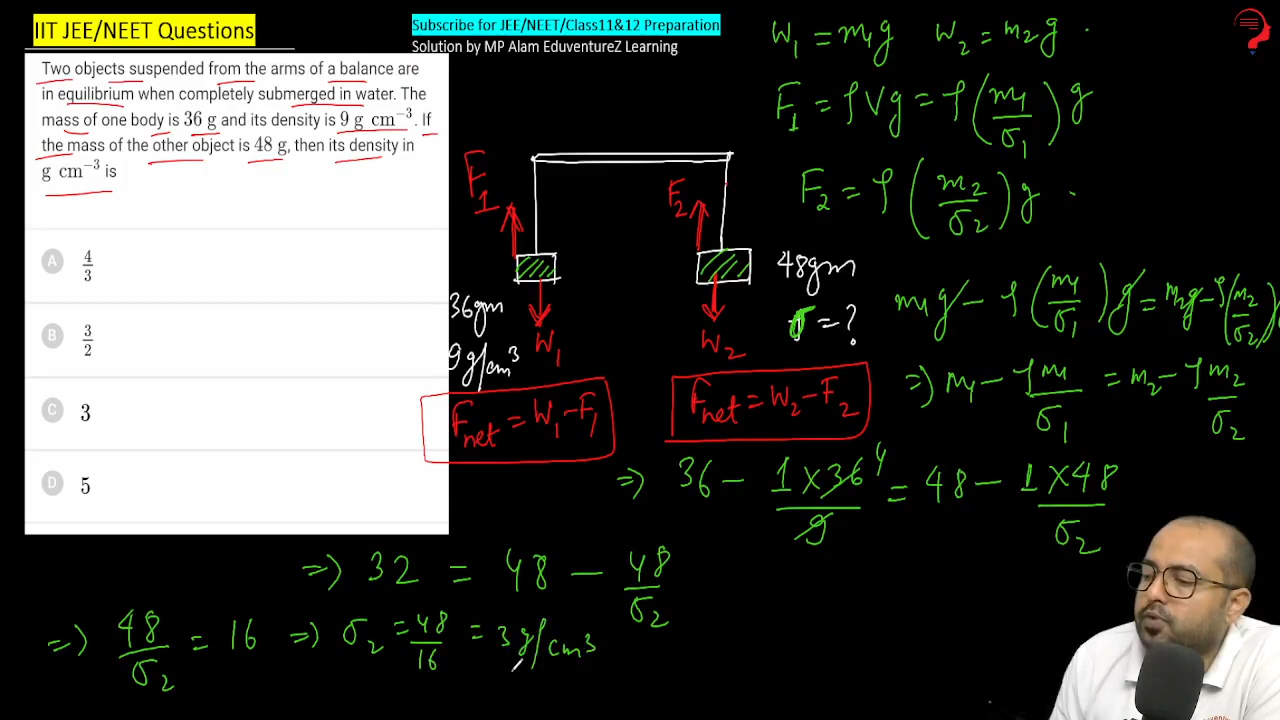 IIT JEE/NEET Questions
Subscribe for JEE/NEET/Class11&12 Preparation
Solution by MP Alam EduventureZ Learning
Two objects suspended from the arms of a balance are
in equilibrium when completely submerged in water. The
mass of one body is 36 g and its density is 9 g cm⁻³. If
the mass of the other object is 48 g, then its density in
g cm⁻³ is
A 4/3
B 3/2
C 3
D 5
W₁ = m₁g W₂ = m₂g
F₁ = ρVg = ρ(m₁/σ₁)g
F₂ = ρ(m₂/σ₂)g
F₁
F₂
36gm
9g/cm³
W₁
48gm
σ = ?
W₂
Fnet = W₁ - F₁
Fnet = W₂ - F₂
m₁g - ρ(m₁/σ₁)g = m₂g - ρ(m₂/σ₂)
⇒ m₁ - ρm₁/σ₁ = m₂ - ρm₂/σ₂
⇒ 36 - 1×36/9 4 = 48 - 1×48/σ₂
⇒ 32 = 48 - 48/σ₂
⇒ 48/σ₂ = 16 ⇒ σ₂ = 48/16 = 3g/cm³